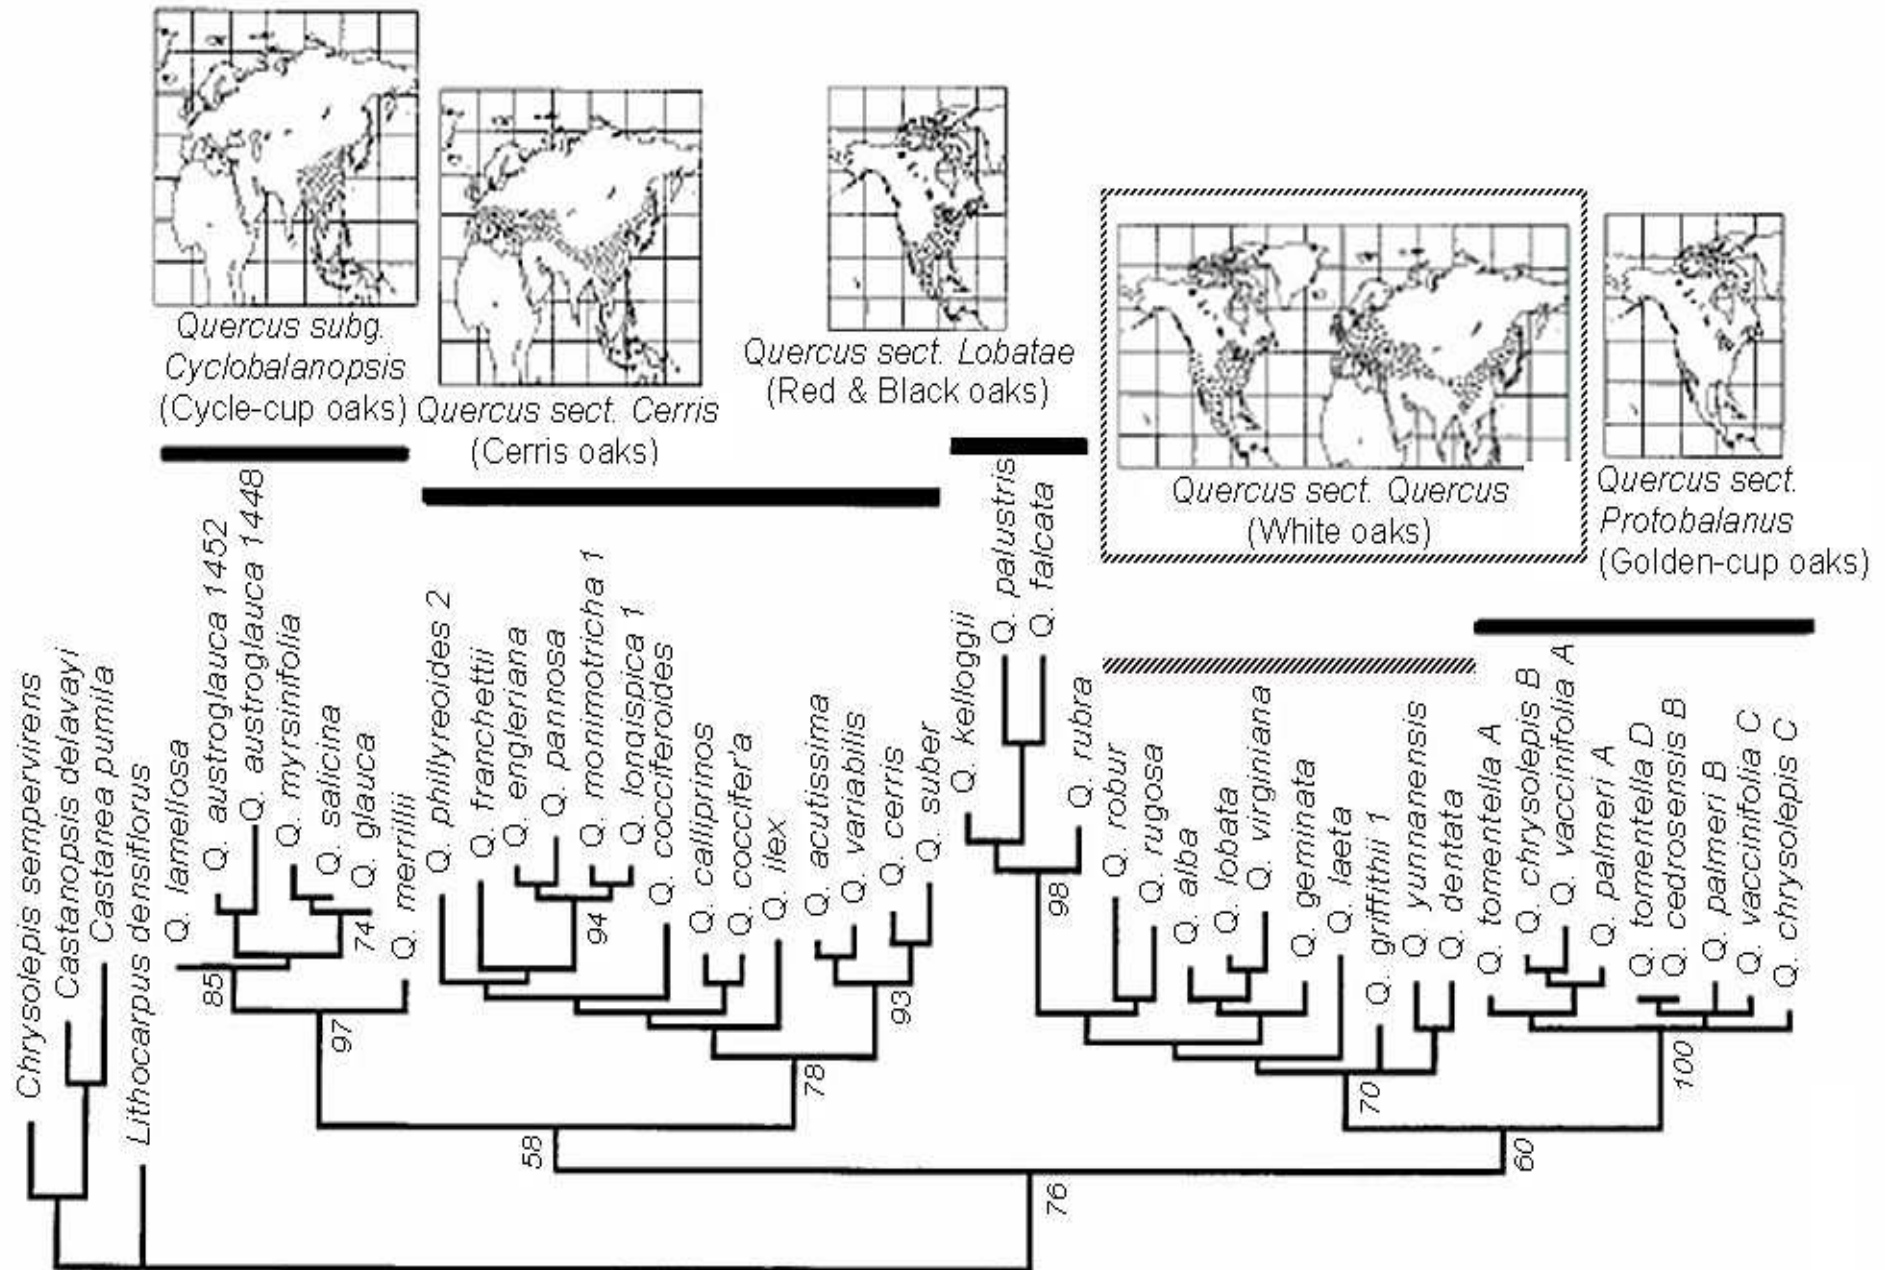 Quercus subg.
Cyclobalanopsis
(Cycle-cup oaks)
Quercus sect. Cerris
(Cerris oaks)
Quercus sect. Lobatae
(Red & Black oaks)
Quercus sect. Quercus
(White oaks)
Quercus sect.
Protobalanus
(Golden-cup oaks)
Chrysolepis sempervirens
Castanopsis delavayi
Castanea pumila
Lithocarpus densiflorus
Q. lamellosa
Q. austroglauca 1452
Q. austroglauca 1448
Q. myrsinifolia
Q. salicina
Q. glauca
Q. merrillii
Q. phillyreoides 2
Q. franchettii
Q. engleriana
Q. pannosa
Q. monimotricha 1
Q. longispica 1
Q. cocciferoides
Q. calliprinos
Q. coccifer'a
Q. ilex
Q. acutissima
Q. variabilis
Q. cerris
Q. suber
Q. kelloggii
Q. palustris
Q. falcata
Q. rubra
Q. robur
Q. rugosa
Q. alba
Q. lobata
Q. virginiana
Q. geminata
Q. laeta
Q. griffithii 1
Q. yunnanensis
Q. dentata
Q. tomentella A
Q. chrysolepis B
Q. vaccinifolia A
Q. palmeri A
Q. tomentella D
Q. cedrosensis B
Q. palmeri B
Q. vaccinifolia C
Q. chrysolepis C
85
74
97
94
93
78
58
98
70
100
60
76